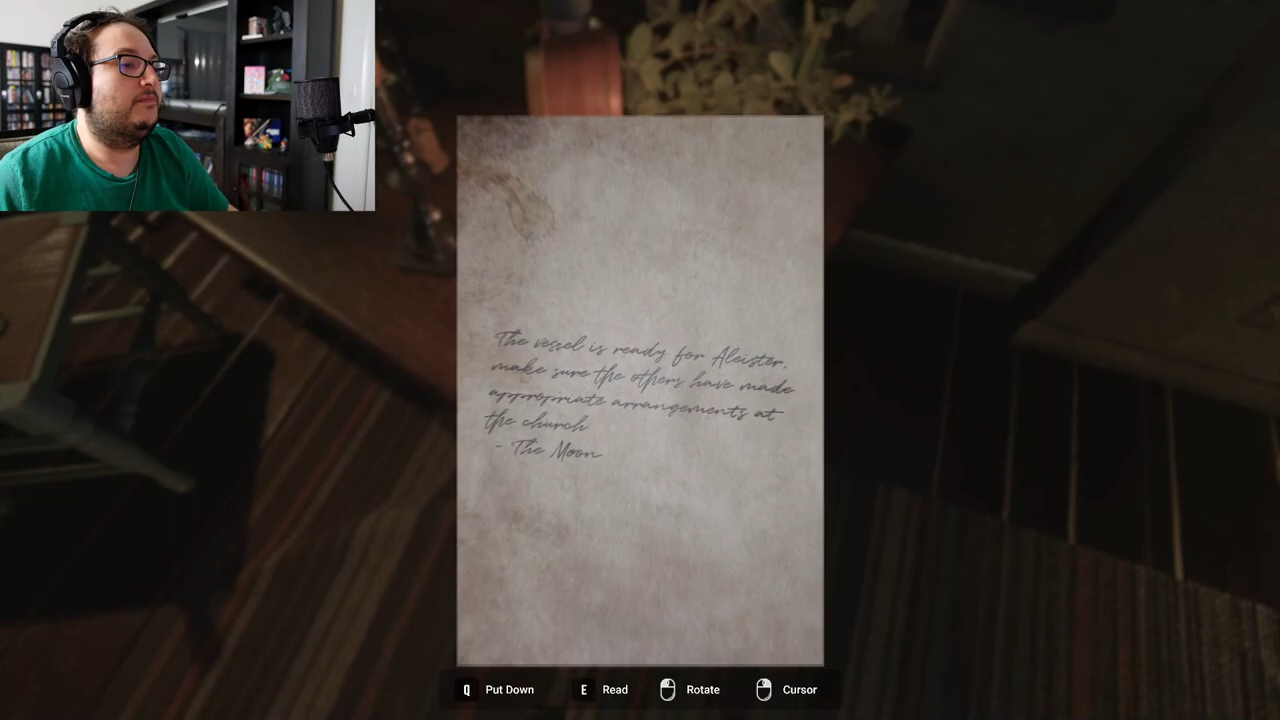 The vessel is ready for Aleister,
make sure the others have made
appropriate arrangements at
the church
- The Moon
Q Put Down E Read Rotate Cursor